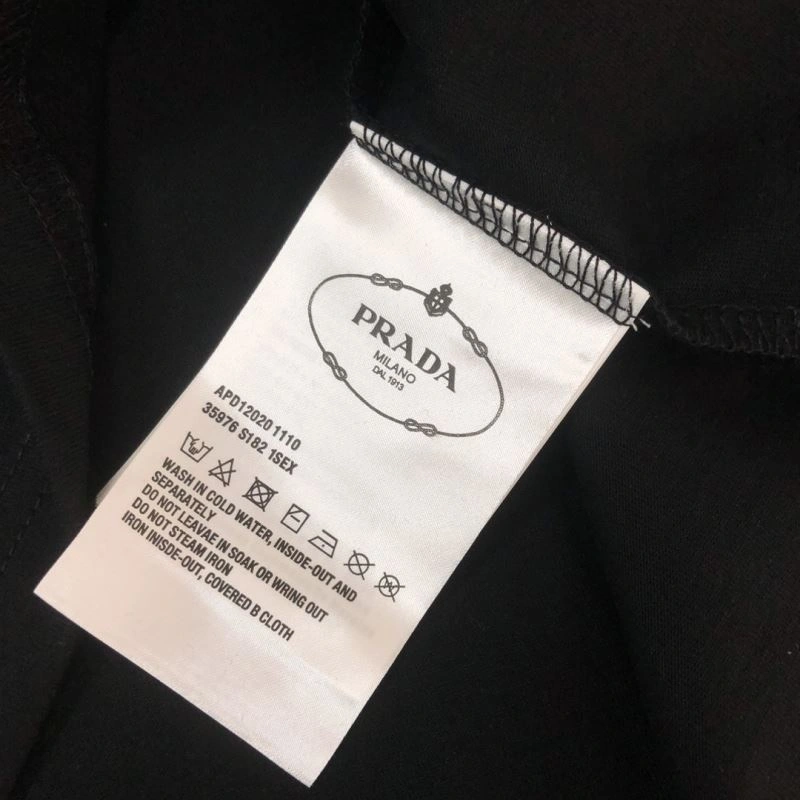 PRADA
MILANO
DAL 1913
APD12020 1110
35976 S182 1SEX
WASH IN COLD WATER, INSIDE-OUT AND
SEPARATELY
DO NOT LEAVAE IN SOAK OR WRING OUT
DO NOT STEAM IRON
IRON INISDE-OUT, COVERED B CLOTH